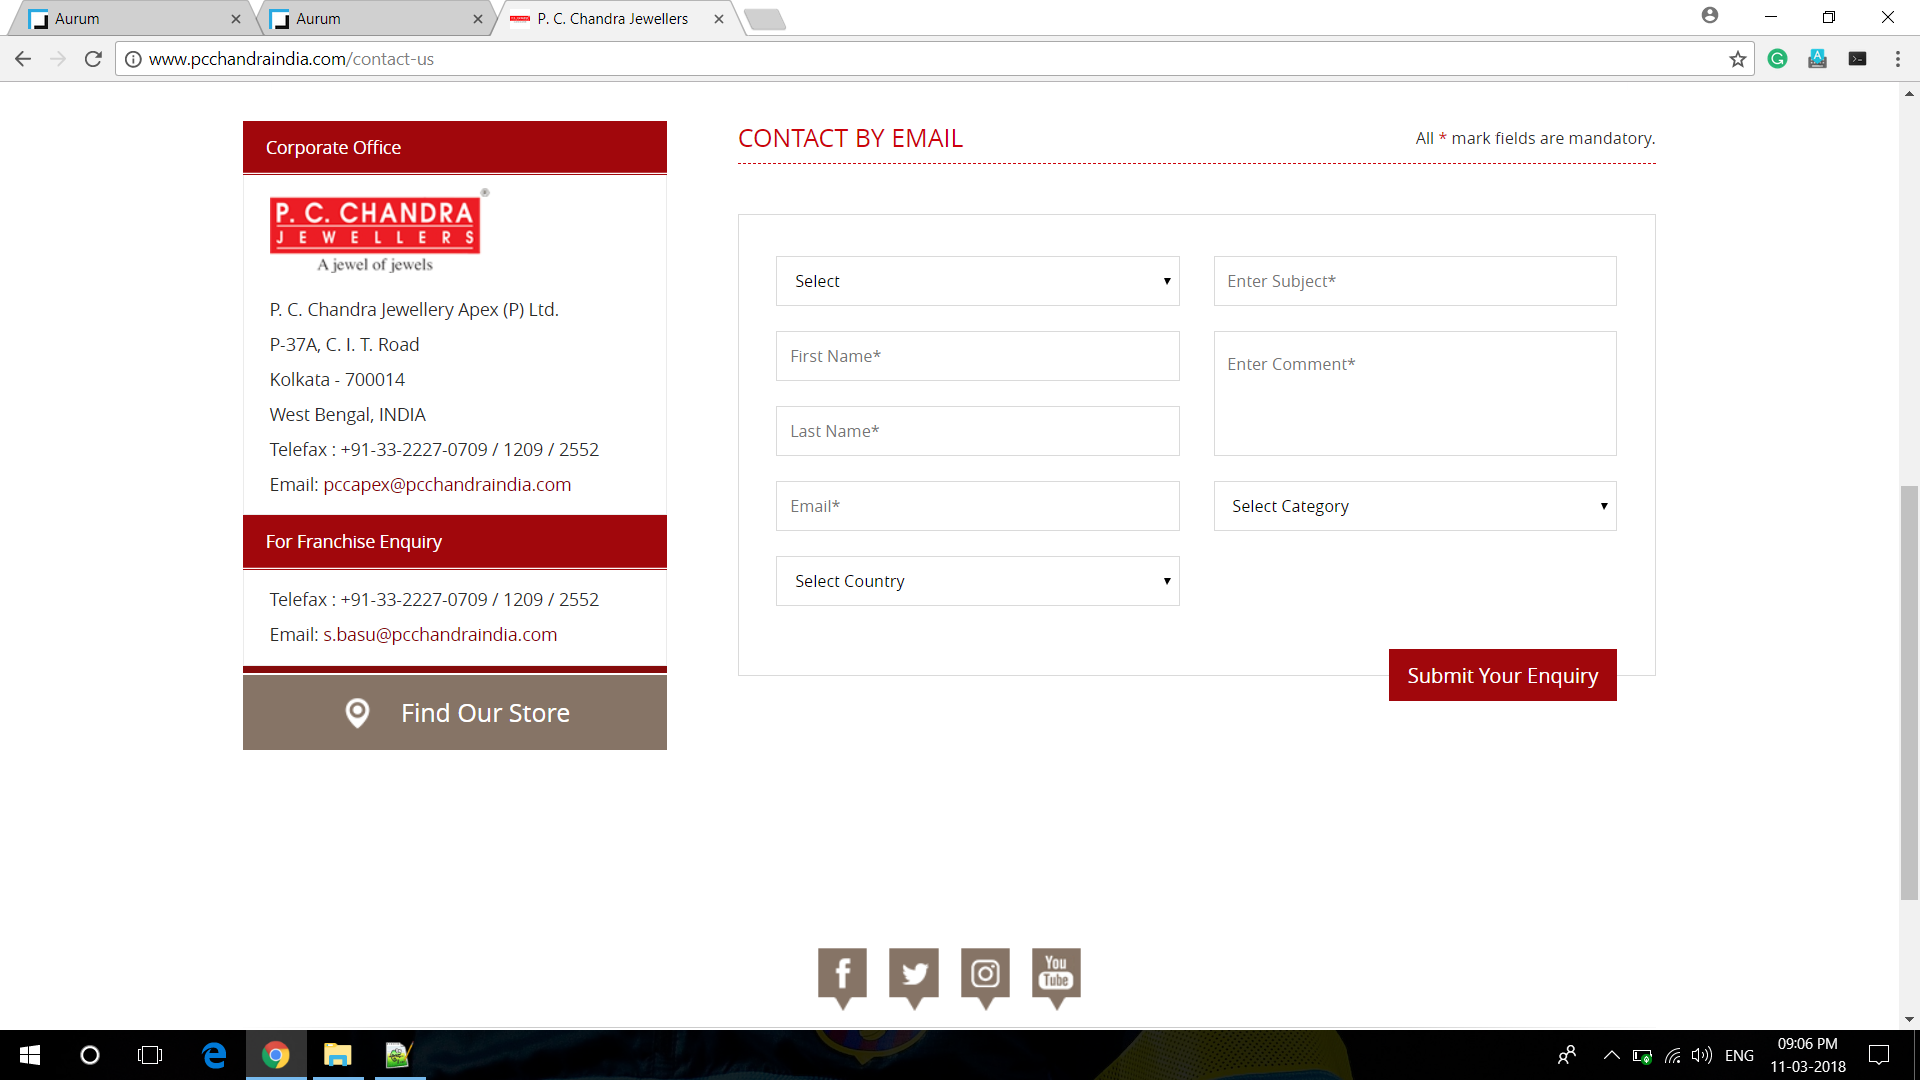 Aurum
Aurum
P. C. Chandra Jewellers
www.pcchandraindia.com/contact-us
Corporate Office
P. C. CHANDRA ®
JEWELLERS
A jewel of jewels
P. C. Chandra Jewellery Apex (P) Ltd.
P-37A, C. I. T. Road
Kolkata - 700014
West Bengal, INDIA
Telefax : +91-33-2227-0709 / 1209 / 2552
Email: pccapex@pcchandraindia.com
For Franchise Enquiry
Telefax : +91-33-2227-0709 / 1209 / 2552
Email: s.basu@pcchandraindia.com
Find Our Store
CONTACT BY EMAIL
All * mark fields are mandatory.
Select
Enter Subject*
First Name*
Enter Comment*
Last Name*
Email*
Select Category
Select Country
Submit Your Enquiry
You
Tube
ENG
09:06 PM
11-03-2018